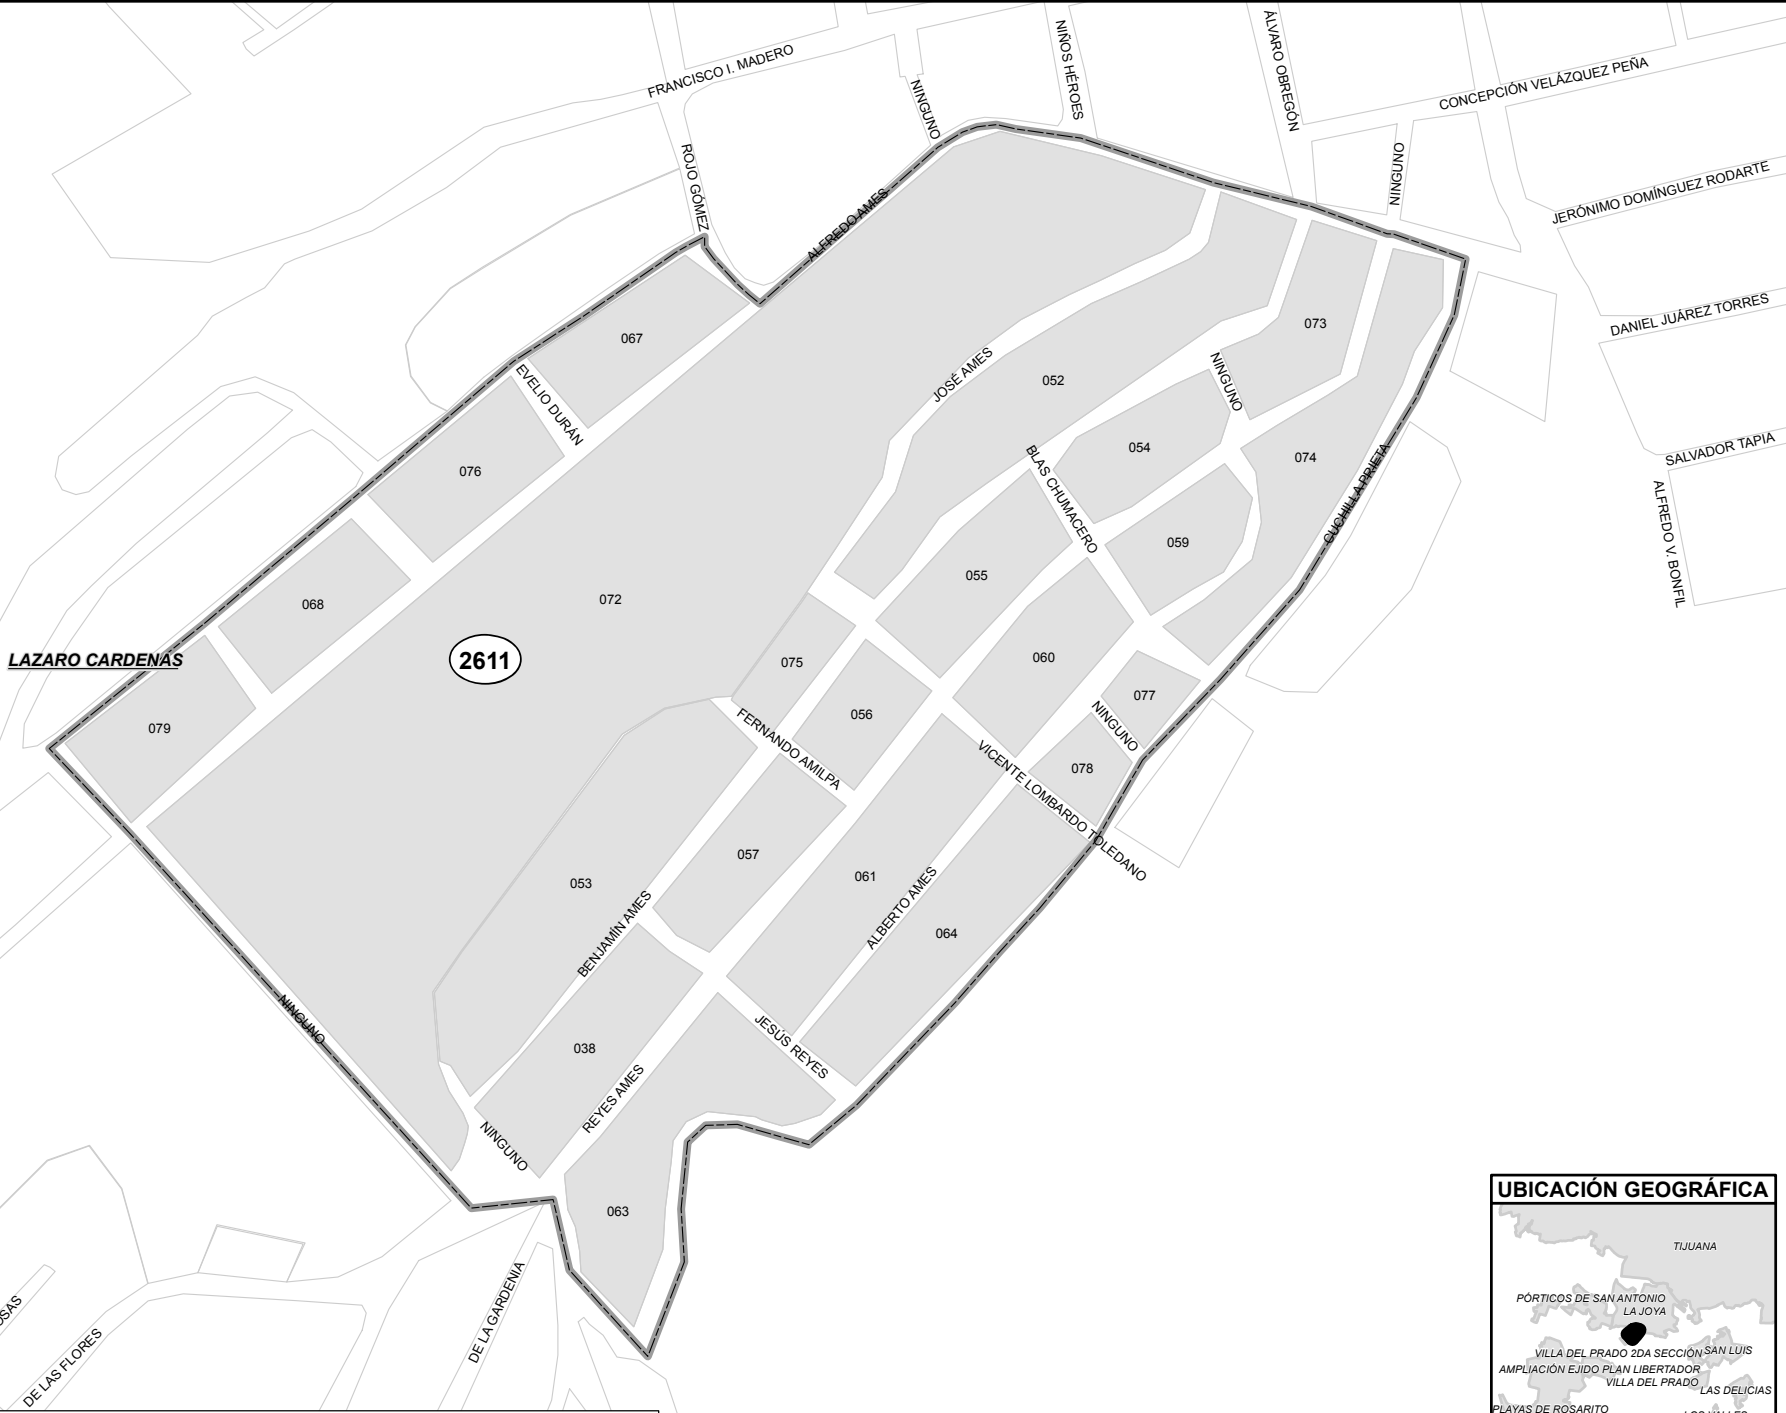 FRANCISCO I. MADERO
NIÑOS HÉROES
ÁLVARO OBREGÓN
CONCEPCIÓN VELÁZQUEZ PEÑA
NINGUNO
ROJO GÓMEZ
NINGUNO
JERÓNIMO DOMÍNGUEZ RODARTE
ALFREDO AMES
DANIEL JUÁREZ TORRES
067
073
EVELIO DURÁN
JOSÉ AMES
052
NINGUNO
054
074
BLAS CHUMACERO
CUCHILLA PRIETA
SALVADOR TAPIA
ALFREDO V. BONFIL
076
059
055
068
072
LAZARO CARDENAS
2611
075
060
077
079
056
FERNANDO AMILPA
NINGUNO
VICENTE LOMBARDO TOLEDANO
078
057
053
061
BENJAMÍN AMES
ALBERTO AMES
064
NINGUNO
038
JESÚS REYES
REYES AMES
NINGUNO
063
DE LA GARDENIA
DE LAS FLORES
UBICACIÓN GEOGRÁFICA
TIJUANA
PÓRTICOS DE SAN ANTONIO
LA JOYA
VILLA DEL PRADO 2DA SECCIÓN
SAN LUIS
AMPLIACIÓN EJIDO PLAN LIBERTADOR
VILLA DEL PRADO
LAS DELICIAS
PLAYAS DE ROSARITO